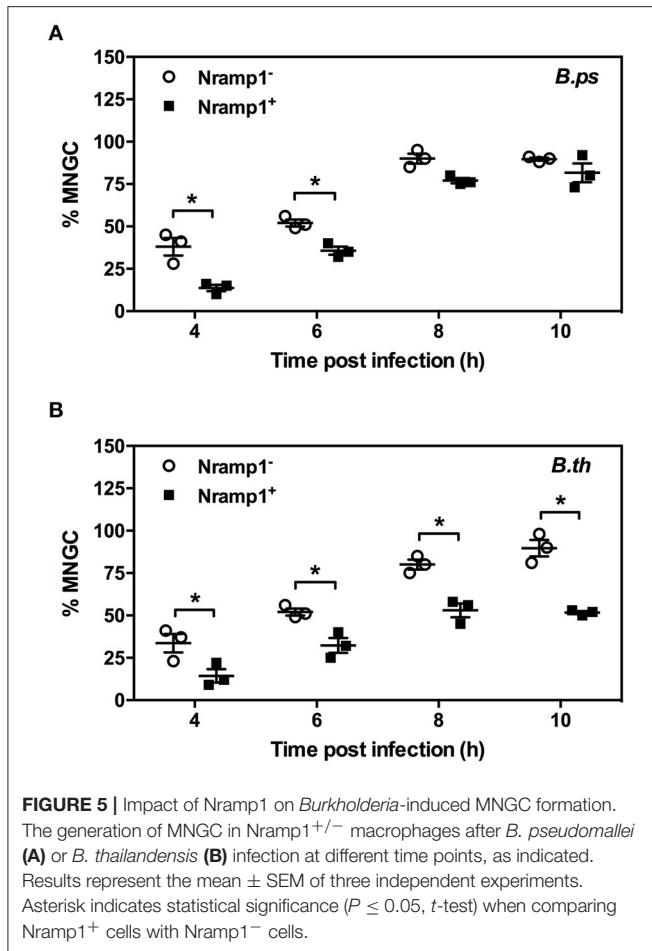 A
150
125
100
75
50
25
0
% MNGC
Nramp1⁻
Nramp1⁺
B.ps
*
*
4 6 8 10
Time post infection (h)
B
150
125
100
75
50
25
0
% MNGC
Nramp1⁻
Nramp1⁺
B.th
*
*
*
*
4 6 8 10
Time post infection (h)
FIGURE 5 | Impact of Nramp1 on Burkholderia-induced MNGC formation.
The generation of MNGC in Nramp1⁺/⁻ macrophages after B. pseudomallei
(A) or B. thailandensis (B) infection at different time points, as indicated.
Results represent the mean ± SEM of three independent experiments.
Asterisk indicates statistical significance (P ≤ 0.05, t-test) when comparing
Nramp1⁺ cells with Nramp1⁻ cells.